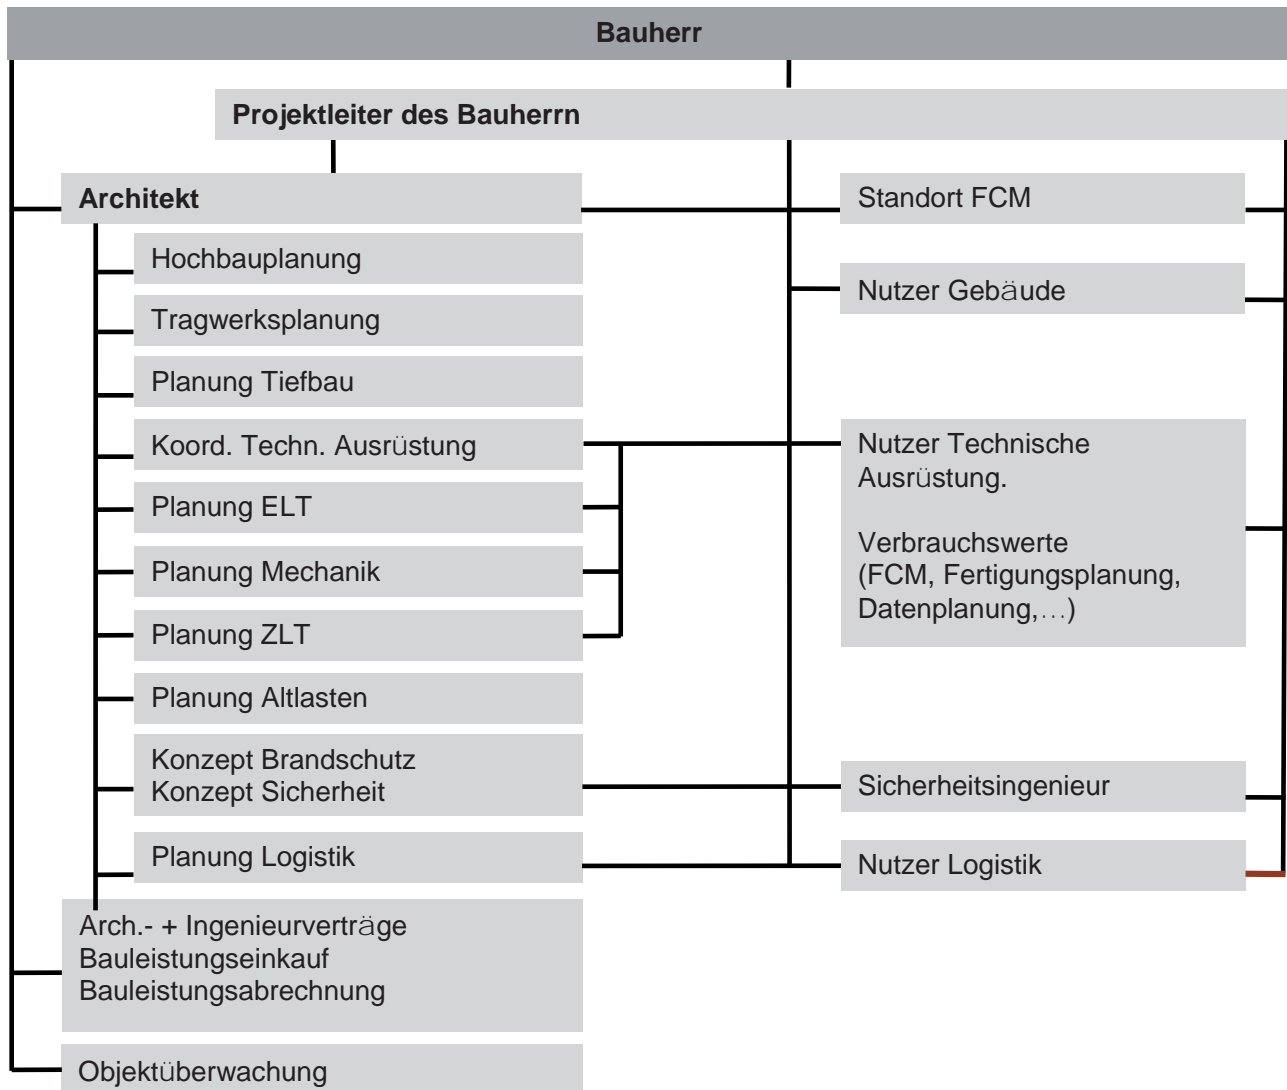 Bauherr
Projektleiter des Bauherrn
Architekt
Hochbauplanung
Tragwerksplanung
Planung Tiefbau
Koord. Techn. Ausrüstung
Planung ELT
Planung Mechanik
Planung ZLT
Planung Altlasten
Konzept Brandschutz
Konzept Sicherheit
Planung Logistik
Arch.- + Ingenieurverträge
Bauleistungseinkauf
Bauleistungsabrechnung
Objektüberwachung
Standort FCM
Nutzer Gebäude
Nutzer Technische
Ausrüstung.
Verbrauchswerte
(FCM, Fertigungsplanung,
Datenplanung,…)
Sicherheitsingenieur
Nutzer Logistik